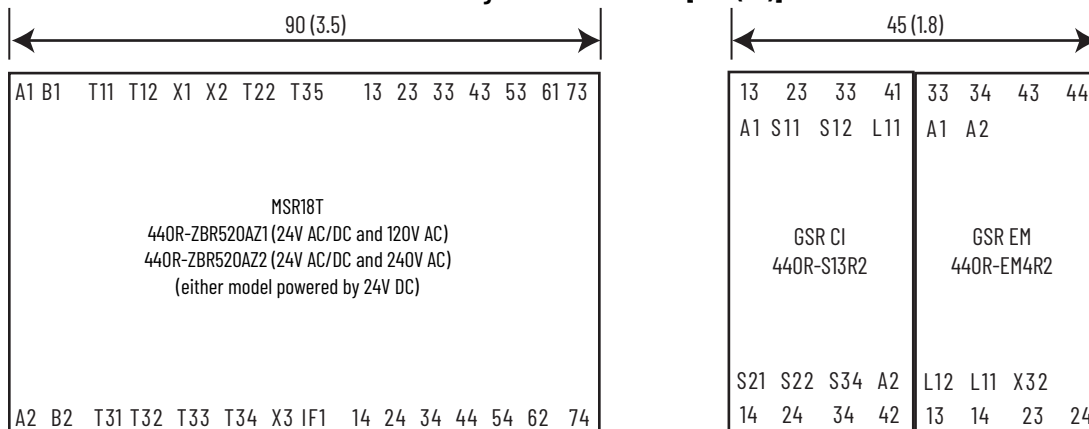 90 (3.5)
A1 B1 T11 T12 X1 X2 T22 T35 13 23 33 43 53 61 73
MSR18T
440R-ZBR520AZ1 (24V AC/DC and 120V AC)
440R-ZBR520AZ2 (24V AC/DC and 240V AC)
(either model powered by 24V DC)
A2 B2 T31 T32 T33 T34 X3 IF1 14 24 34 44 54 62 74
45 (1.8)
13 23 33 41
A1 S11 S12 L11
GSR CI
440R-S13R2
S21 S22 S34 A2
14 24 34 42
33 34 43 44
A1 A2
GSR EM
440R-EM4R2
L12 L11 X32
13 14 23 24